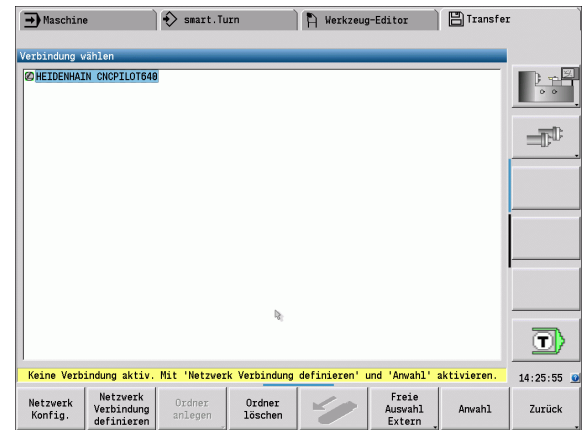 Maschine
smart.Turn
Werkzeug-Editor
Transfer
Verbindung wählen
HEIDENHAIN CNCPILOT640
T
Keine Verbindung aktiv. Mit 'Netzwerk Verbindung definieren' und 'Anwahl' aktivieren.
14:25:55
Netzwerk
Konfig.
Netzwerk
Verbindung
definieren
Ordner
anlegen
Ordner
löschen
Freie
Auswahl
Extern
Anwahl
Zurück